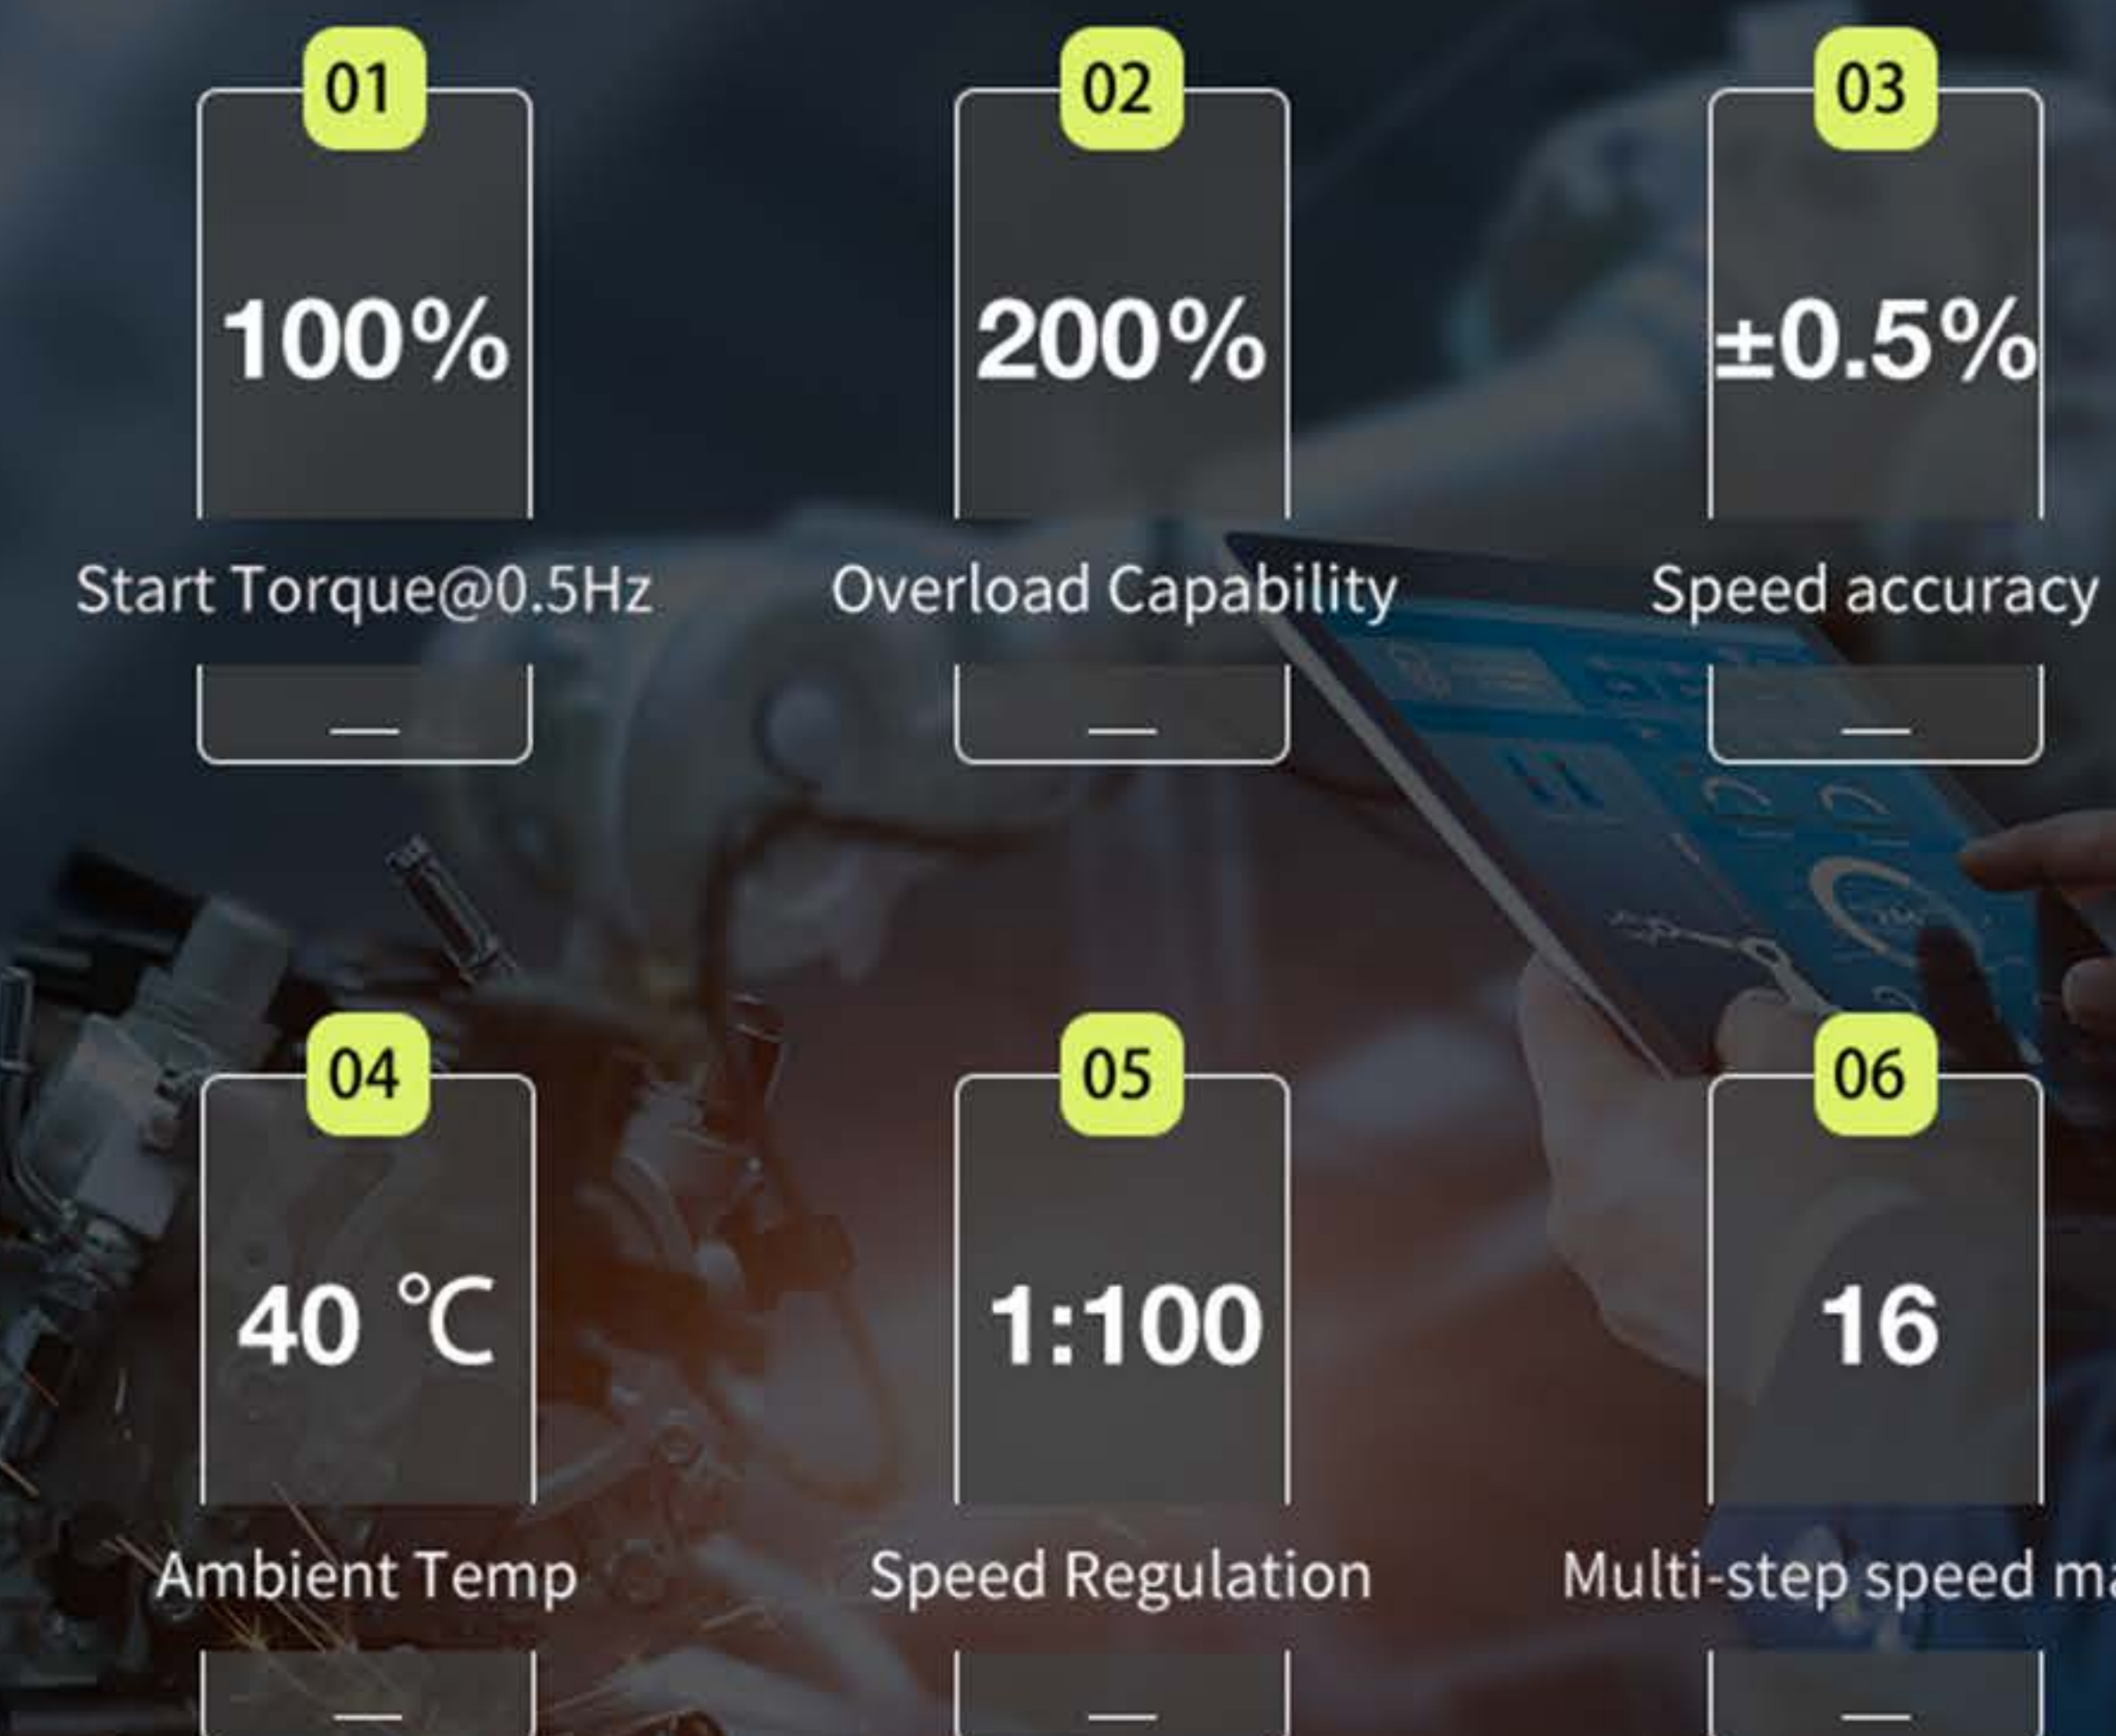 01
02
03
100%
200%
±0.5%
Start Torque@0.5Hz
Overload Capability
Speed accuracy
04
05
06
40 ℃
1:100
16
Ambient Temp
Speed Regulation
Multi-step speed